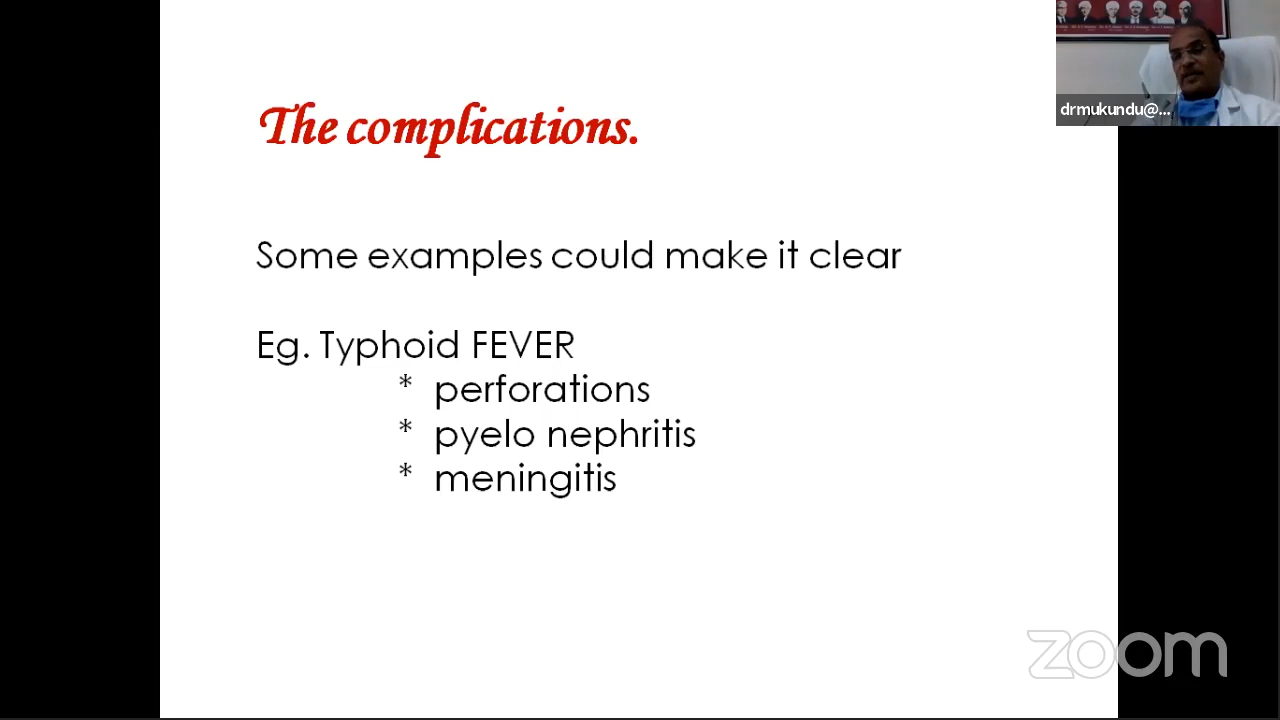 The complications.
drmukundu@...
Some examples could make it clear
Eg. Typhoid FEVER
* perforations
* pyelo nephritis
* meningitis
zoom